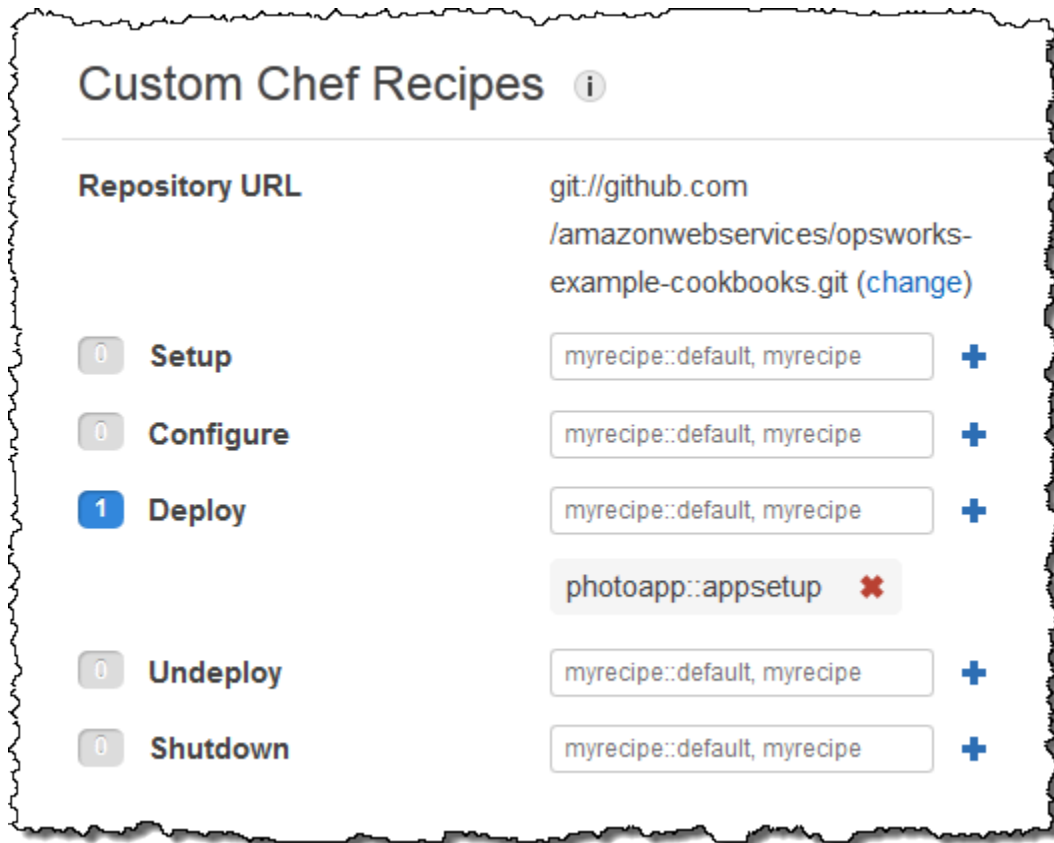 Custom Chef Recipes i
Repository URL git://github.com
/amazonwebservices/opsworks-
example-cookbooks.git (change)
0 Setup myrecipe::default, myrecipe
0 Configure myrecipe::default, myrecipe
1 Deploy myrecipe::default, myrecipe
photoapp::appsetup
0 Undeploy myrecipe::default, myrecipe
0 Shutdown myrecipe::default, myrecipe